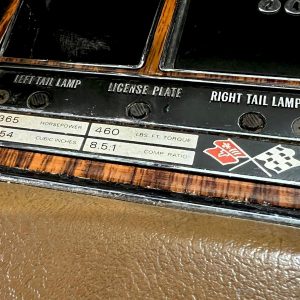 LEFT TAIL LAMP LICENSE PLATE RIGHT TAIL LAMP
365 HORSEPOWER 460 LBS. FT. TORQUE
54 CUBIC INCHES 8.5:1 COMP. RATIO